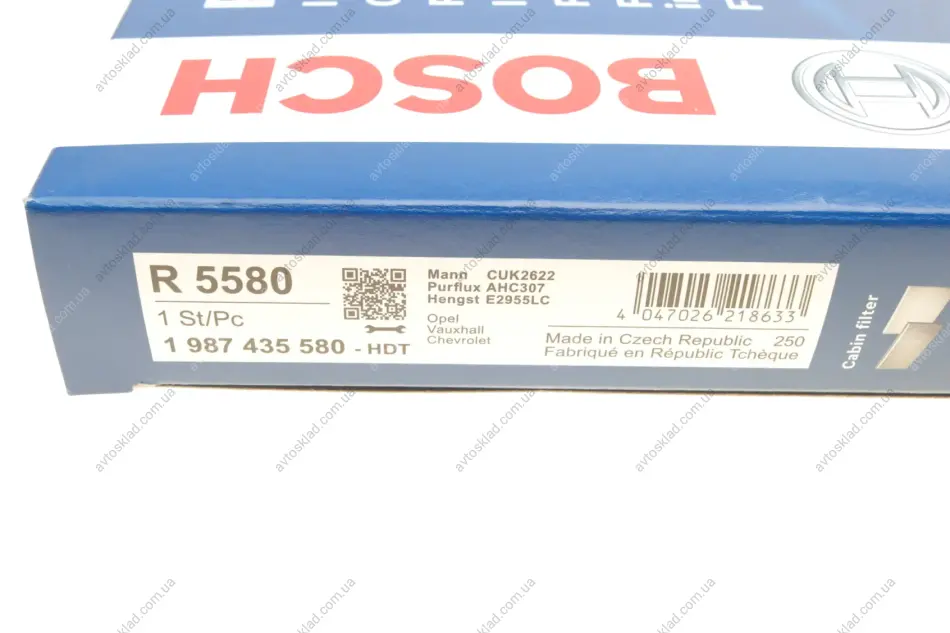 BOSCH
R 5580
1 St/Pc
1 987 435 580 - HDT
Mann CUK2622
Purflux AHC307
Hengst E2955LC
Opel
Vauxhall
Chevrolet
4 047026 218633
Made in Czech Republic 250
Fabriqué en République Tchèque
Cabin filter
avtosklad.com.ua